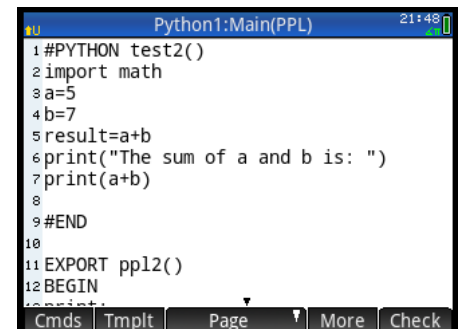 Python1:Main(PPL) 21:48
1 #PYTHON test2()
2 import math
3 a=5
4 b=7
5 result=a+b
6 print("The sum of a and b is: ")
7 print(a+b)
8
9 #END
10
11 EXPORT ppl2()
12 BEGIN
Cmds Tmplt Page More Check